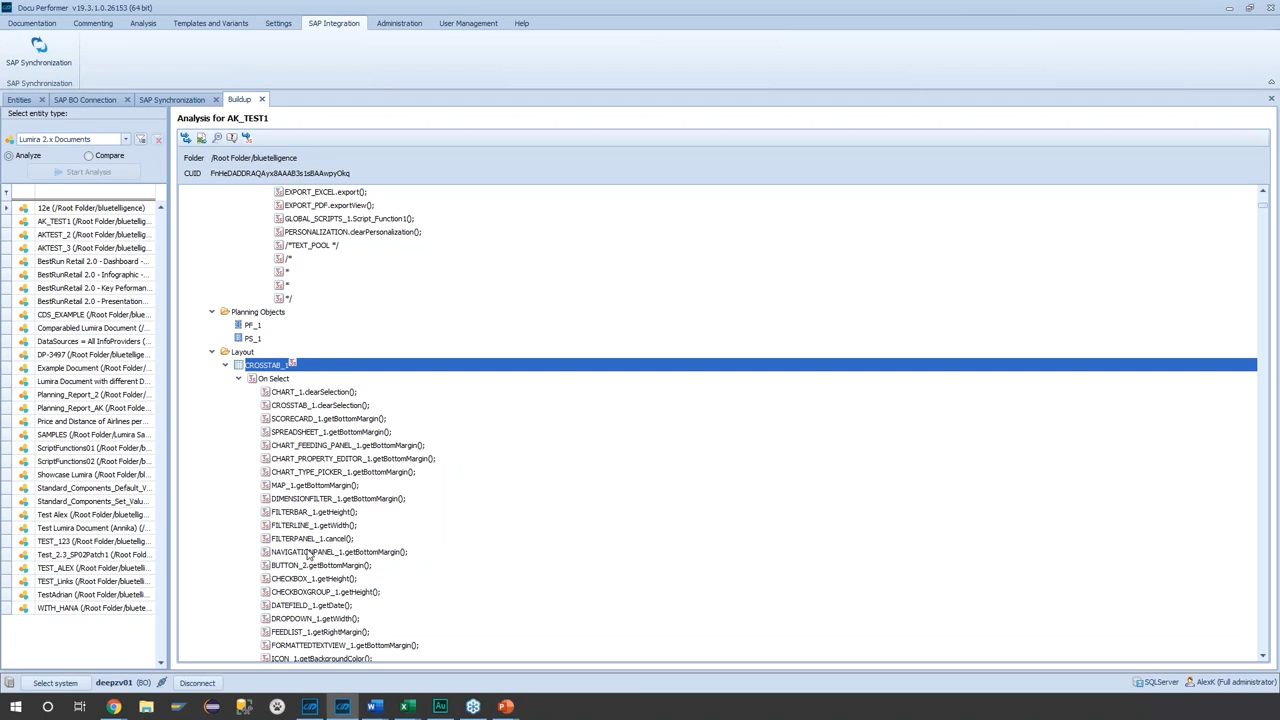 Docu Performer v19.3.1.0.26153 (64 bit)
Documentation Commenting Analysis Templates and Variants Settings SAP Integration Administration User Management Help
SAP Synchronization
SAP Synchronization
Entities SAP BO Connection SAP Synchronization Buildup
Select entity type:
Lumira 2.x Documents
Analyze Compare
Start Analysis
12e (/Root Folder/bluetelligence)
AK_TEST1 (/Root Folder/bluetellig...
AKTEST_2 (/Root Folder/bluetellig...
AKTEST_3 (/Root Folder/bluetellig...
BestRun Retail 2.0 - Dashboard -...
BestRunRetail 2.0 - Infographic -...
BestRunRetail 2.0 - Key Peforman...
BestRunRetail 2.0 - Presentation...
CDS_EXAMPLE (/Root Folder/bluet...
Comparabled Lumira Document (/...
DataSources = All InfoProviders (...
DP-3497 (/Root Folder/bluetellige...
Example Document (/Root Folder/...
Lumira Document with different D...
Planning_Report_2 (/Root Folder/...
Planning_Report_AK (/Root Folder...
Price and Distance of Airlines per...
SAMPLES (/Root Folder/Lumira Sa...
ScriptFunctions01 (/Root Folder/b...
ScriptFunctions02 (/Root Folder/b...
Showcase Lumira (/Root Folder/bl...
Standard_Components_Default_V...
Standard_Components_Set_Valu...
Test Alex (/Root Folder/bluetellig...
Test Lumira Document (Annika) (/...
TEST_123 (/Root Folder/bluetellig...
Test_2.3_SP02Patch1 (/Root Fold...
TEST_ALEX (/Root Folder/bluetelli...
TEST_Links (/Root Folder/bluetelli...
TestAdrian (/Root Folder/bluetelli...
WITH_HANA (/Root Folder/bluetelli...
Analysis for AK_TEST1
Folder /Root Folder/bluetelligence
CUID FnHeDADDRAQAyx8AAAB3s1sBAAwpyOkq
EXPORT_EXCEL.export();
EXPORT_PDF.exportView();
GLOBAL_SCRIPTS_1.Script_Function1();
PERSONALIZATION.clearPersonalization();
/*TEXT_POOL */
/*
*
*
*/
Planning Objects
PF_1
PS_1
Layout
CROSSTAB_1
On Select
CHART_1.clearSelection();
CROSSTAB_1.clearSelection();
SCORECARD_1.getBottomMargin();
SPREADSHEET_1.getBottomMargin();
CHART_FEEDING_PANEL_1.getBottomMargin();
CHART_PROPERTY_EDITOR_1.getBottomMargin();
CHART_TYPE_PICKER_1.getBottomMargin();
MAP_1.getBottomMargin();
DIMENSIONFILTER_1.getBottomMargin();
FILTERBAR_1.getHeight();
FILTERLINE_1.getWidth();
FILTERPANEL_1.cancel();
NAVIGATIONPANEL_1.getBottomMargin();
BUTTON_2.getBottomMargin();
CHECKBOX_1.getHeight();
CHECKBOXGROUP_1.getHeight();
DATEFIELD_1.getDate();
DROPDOWN_1.getWidth();
FEEDLIST_1.getRightMargin();
FORMATTEDTEXTVIEW_1.getBottomMargin();
ICON_1.getBackgroundColor();
Select system deepzv01 (BO) Disconnect SQLServer AlexK (Full administrator)